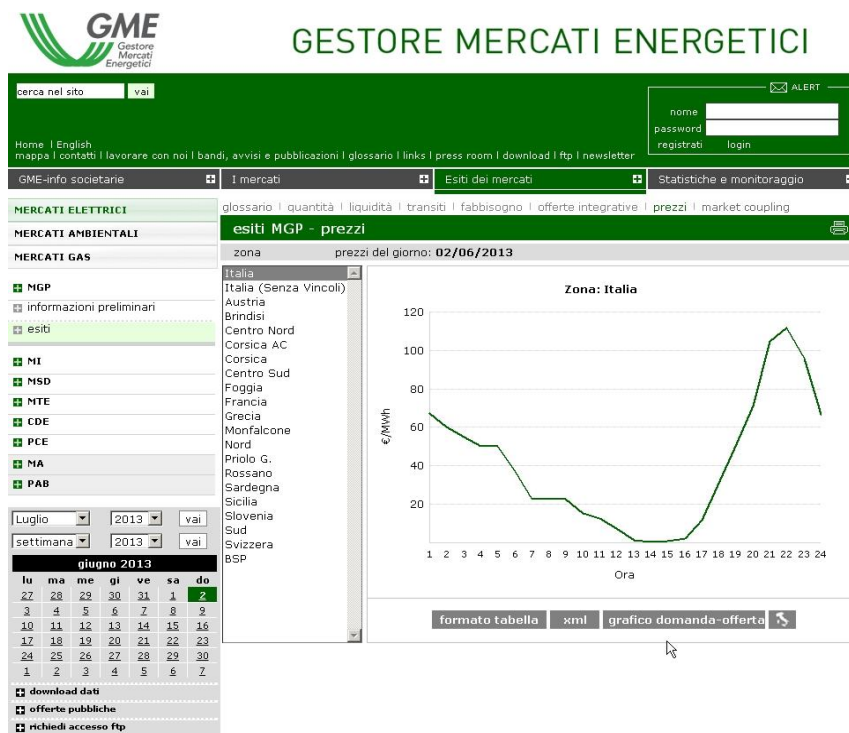 GME
Gestore
Mercati
Energetici
GESTORE MERCATI ENERGETICI
cerca nel sito vai
ALERT
nome
password
registrati login
Home | English
mappa | contatti | lavorare con noi | bandi, avvisi e pubblicazioni | glossario | links | press room | download | ftp | newsletter
GME-info societarie I mercati Esiti dei mercati Statistiche e monitoraggio
MERCATI ELETTRICI
MERCATI AMBIENTALI
MERCATI GAS
MGP
informazioni preliminari
esiti
MI
MSD
MTE
CDE
PCE
MA
PAB
Luglio 2013 vai
settimana 2013 vai
giugno 2013
lu ma me gi ve sa do
27 28 29 30 31 1 2
3 4 5 6 7 8 9
10 11 12 13 14 15 16
17 18 19 20 21 22 23
24 25 26 27 28 29 30
1 2 3 4 5 6 7
download dati
offerte pubbliche
richiedi accesso ftp
glossario | quantità | liquidità | transiti | fabbisogno | offerte integrative | prezzi | market coupling
esiti MGP - prezzi
zona prezzi del giorno: 02/06/2013
Italia
Italia (Senza Vincoli)
Austria
Brindisi
Centro Nord
Corsica AC
Corsica
Centro Sud
Foggia
Francia
Grecia
Monfalcone
Nord
Priolo G.
Rossano
Sardegna
Sicilia
Slovenia
Sud
Svizzera
BSP
Zona: Italia
120
100
80
60
40
20
€/MWh
1 2 3 4 5 6 7 8 9 10 11 12 13 14 15 16 17 18 19 20 21 22 23 24
Ora
formato tabella xml grafico domanda-offerta